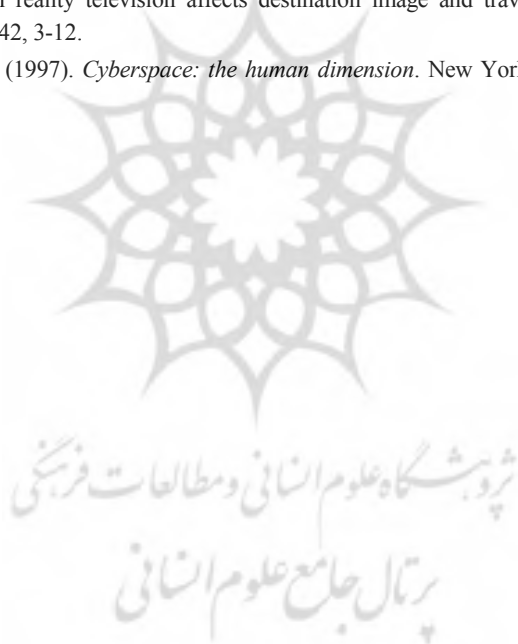 reality television affects destination image and trav
42, 3-12.
(1997). Cyberspace: the human dimension. New Yor
پژوهشگاه علوم انسانی و مطالعات فرهنگی
پرتال جامع علوم انسانی